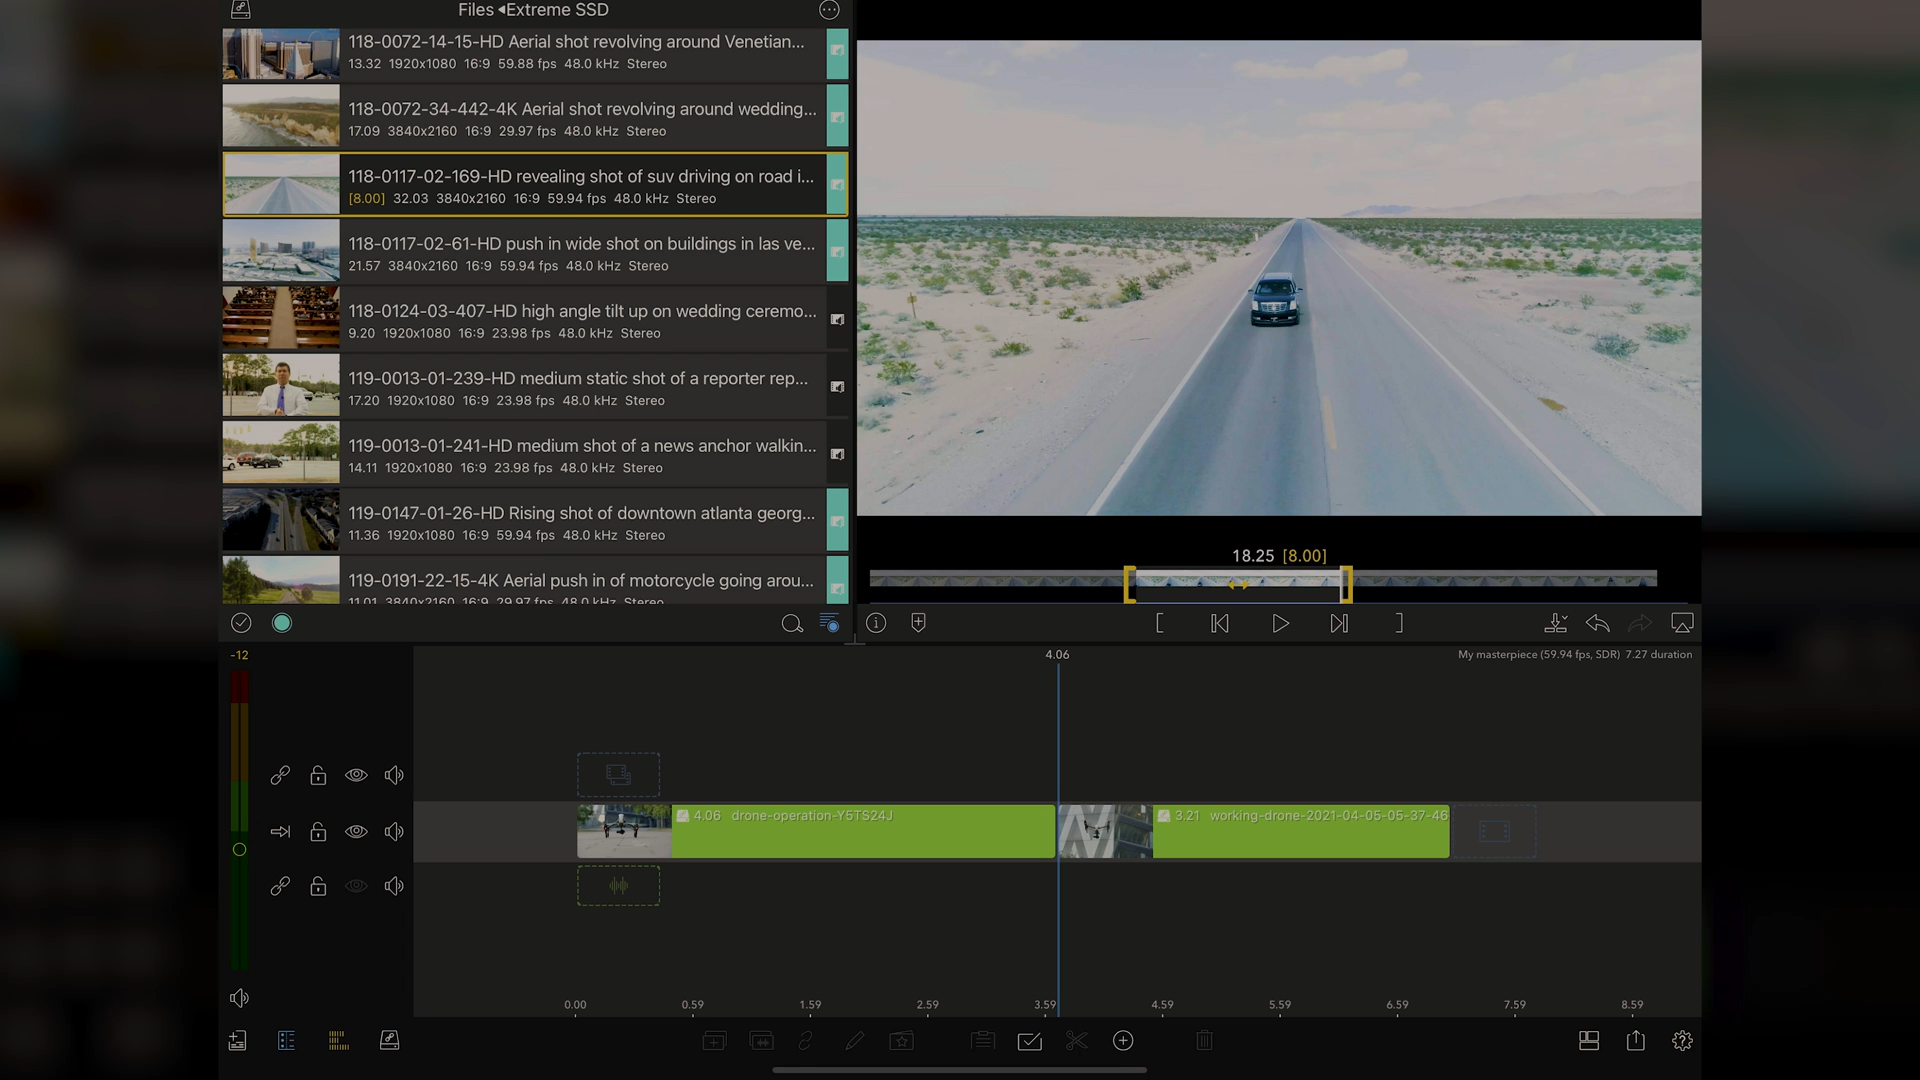 Files ◂Extreme SSD
118-0072-14-15-HD Aerial shot revolving around Venetian...
13.32 1920x1080 16:9 59.88 fps 48.0 kHz Stereo
118-0072-34-442-4K Aerial shot revolving around wedding...
17.09 3840x2160 16:9 29.97 fps 48.0 kHz Stereo
118-0117-02-169-HD revealing shot of suv driving on road i...
[8.00] 32.03 3840x2160 16:9 59.94 fps 48.0 kHz Stereo
118-0117-02-61-HD push in wide shot on buildings in las ve...
21.57 3840x2160 16:9 59.94 fps 48.0 kHz Stereo
118-0124-03-407-HD high angle tilt up on wedding ceremo...
9.20 1920x1080 16:9 23.98 fps 48.0 kHz Stereo
119-0013-01-239-HD medium static shot of a reporter rep...
17.20 1920x1080 16:9 23.98 fps 48.0 kHz Stereo
119-0013-01-241-HD medium shot of a news anchor walkin...
14.11 1920x1080 16:9 23.98 fps 48.0 kHz Stereo
119-0147-01-26-HD Rising shot of downtown atlanta georg...
11.36 1920x1080 16:9 59.94 fps 48.0 kHz Stereo
119-0191-22-15-4K Aerial push in of motorcycle going arou...
11.01 3840x2160 16:9 29.97 fps 48.0 kHz Stereo
18.25 [8.00]
-12
4.06
My masterpiece (59.94 fps, SDR) 7.27 duration
4.06 drone-operation-Y5TS24J
3.21 working-drone-2021-04-05-05-37-46
0.00 0.59 1.59 2.59 3.59 4.59 5.59 6.59 7.59 8.59